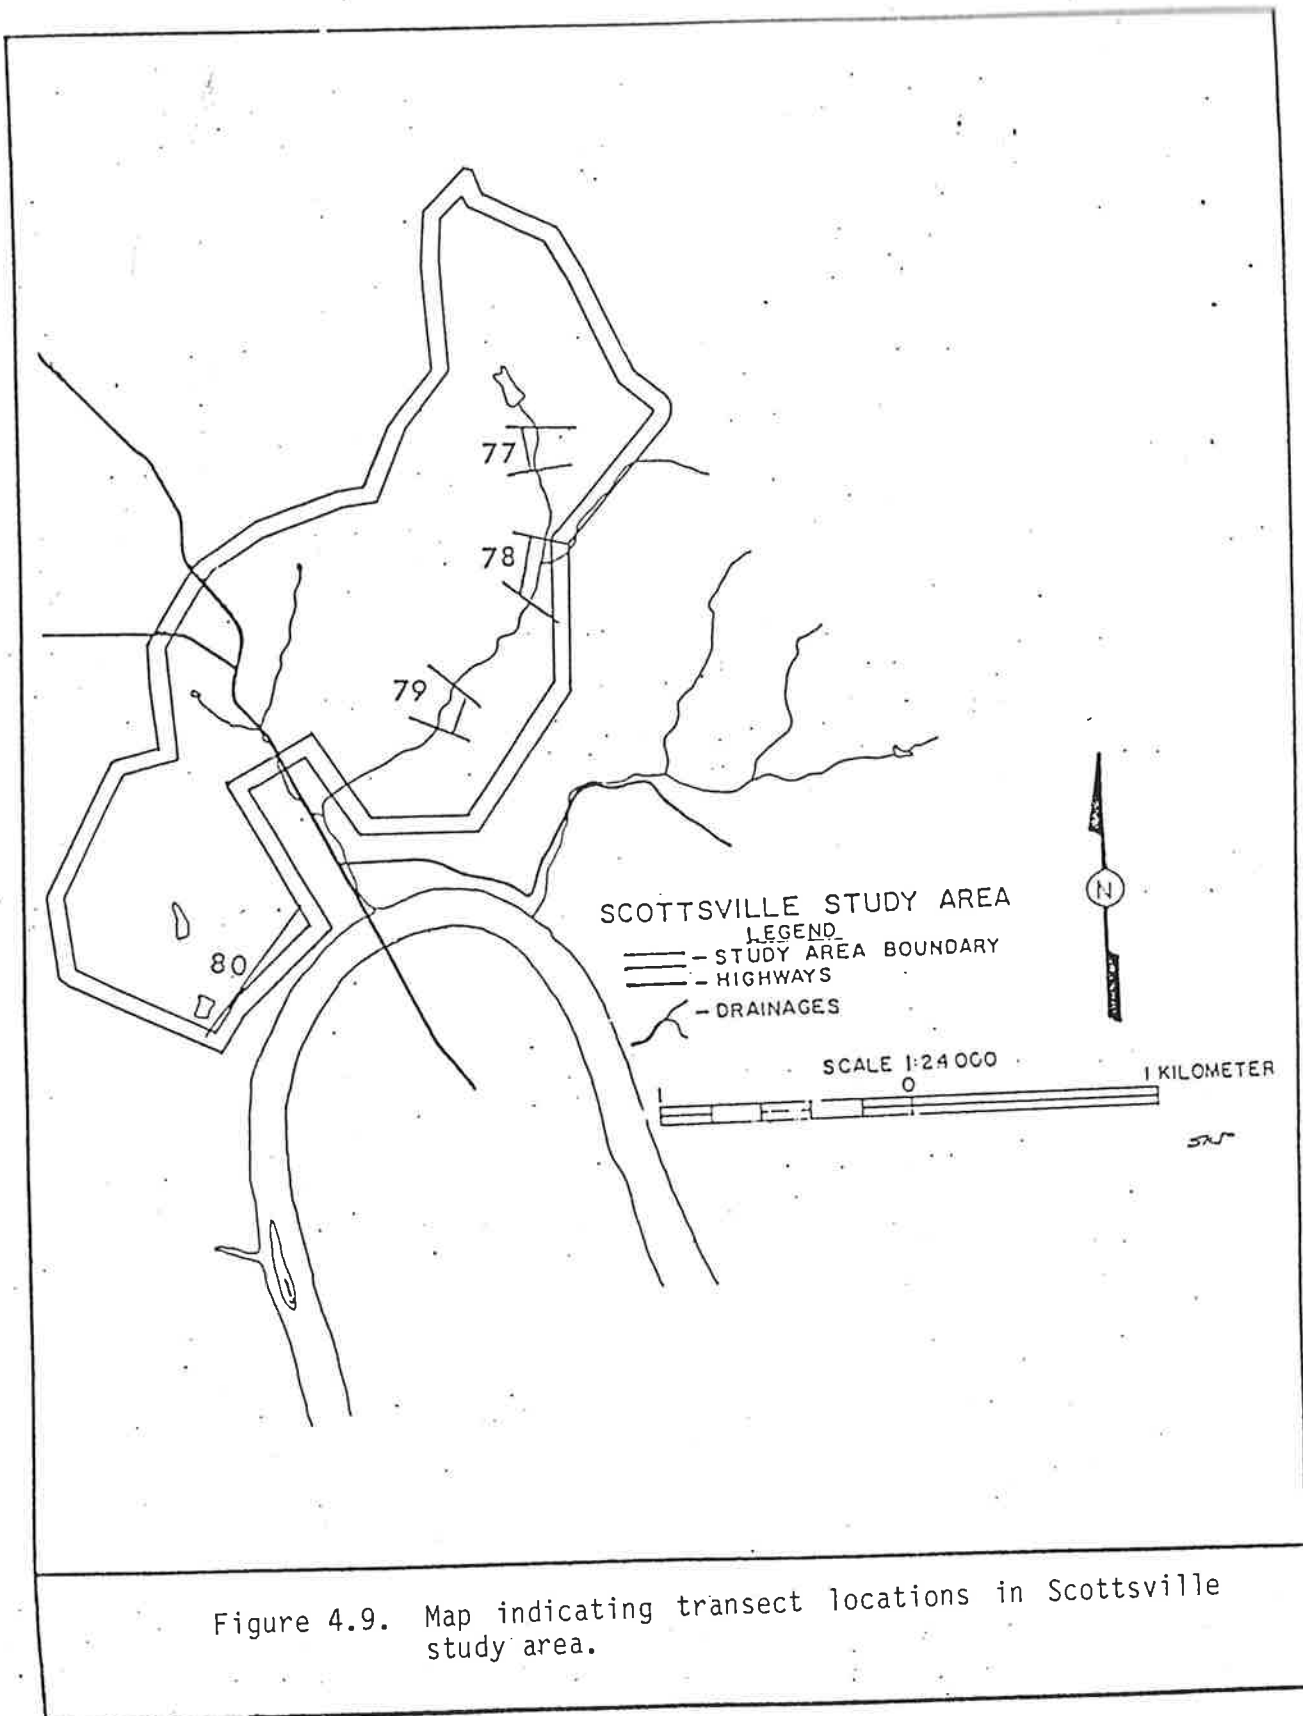 77
78
79
80
SCOTTSVILLE STUDY AREA
LEGEND
- STUDY AREA BOUNDARY
- HIGHWAYS
- DRAINAGES
N
SCALE 1:24 000
1 0 1 KILOMETER
Figure 4.9. Map indicating transect locations in Scottsville
study area.